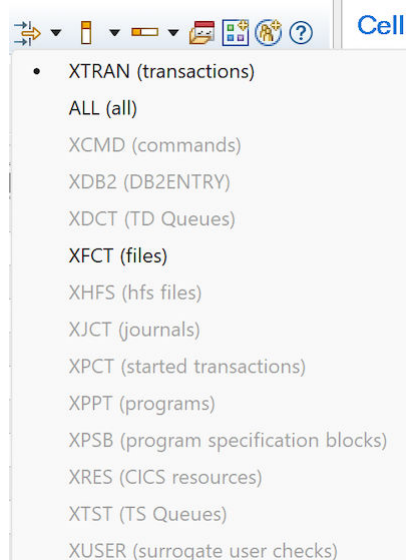 Cell
XTRAN (transactions)
ALL (all)
XCMD (commands)
XDB2 (DB2ENTRY)
XDCT (TD Queues)
XFCT (files)
XHFS (hfs files)
XJCT (journals)
XPCT (started transactions)
XPPT (programs)
XPSB (program specification blocks)
XRES (CICS resources)
XTST (TS Queues)
XUSER (surrogate user checks)